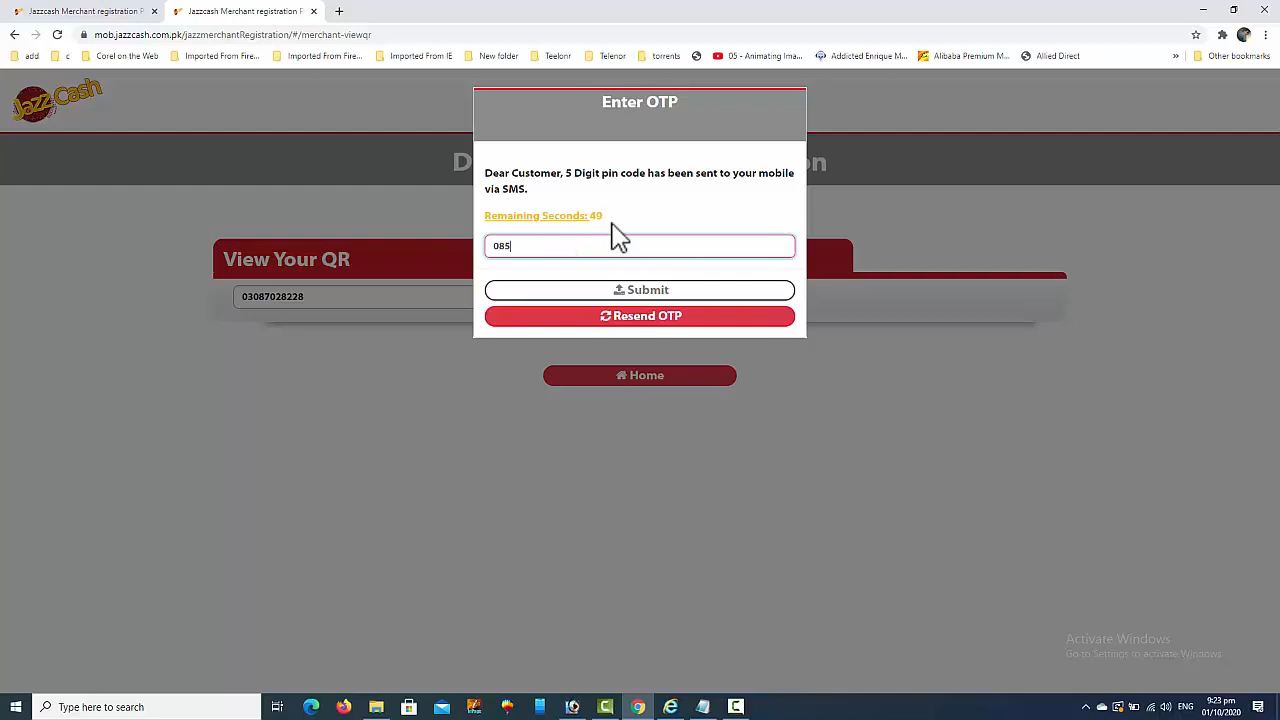 Jazzcash Merchant registration P
Jazzcash Merchant registration P
mob.jazzcash.com.pk/jazzmerchantRegistration/#/merchant-viewqr
add
c
Corel on the Web
Imported From Firef...
Imported From IE
New folder
Teelonr
Telenor
torrents
05 - Animating Ima...
Addicted Enrique ...
Alibaba Premium M...
Allied Direct
» Other bookmarks
Jazz Cash
Enter OTP
D
on
Dear Customer, 5 Digit pin code has been sent to your mobile
via SMS.
Remaining Seconds: 49
View Your QR
085
03087028228
Submit
Resend OTP
Home
Activate Windows
Go to Settings to activate Windows.
Type here to search
ENG
9:23 pm
01/10/2020